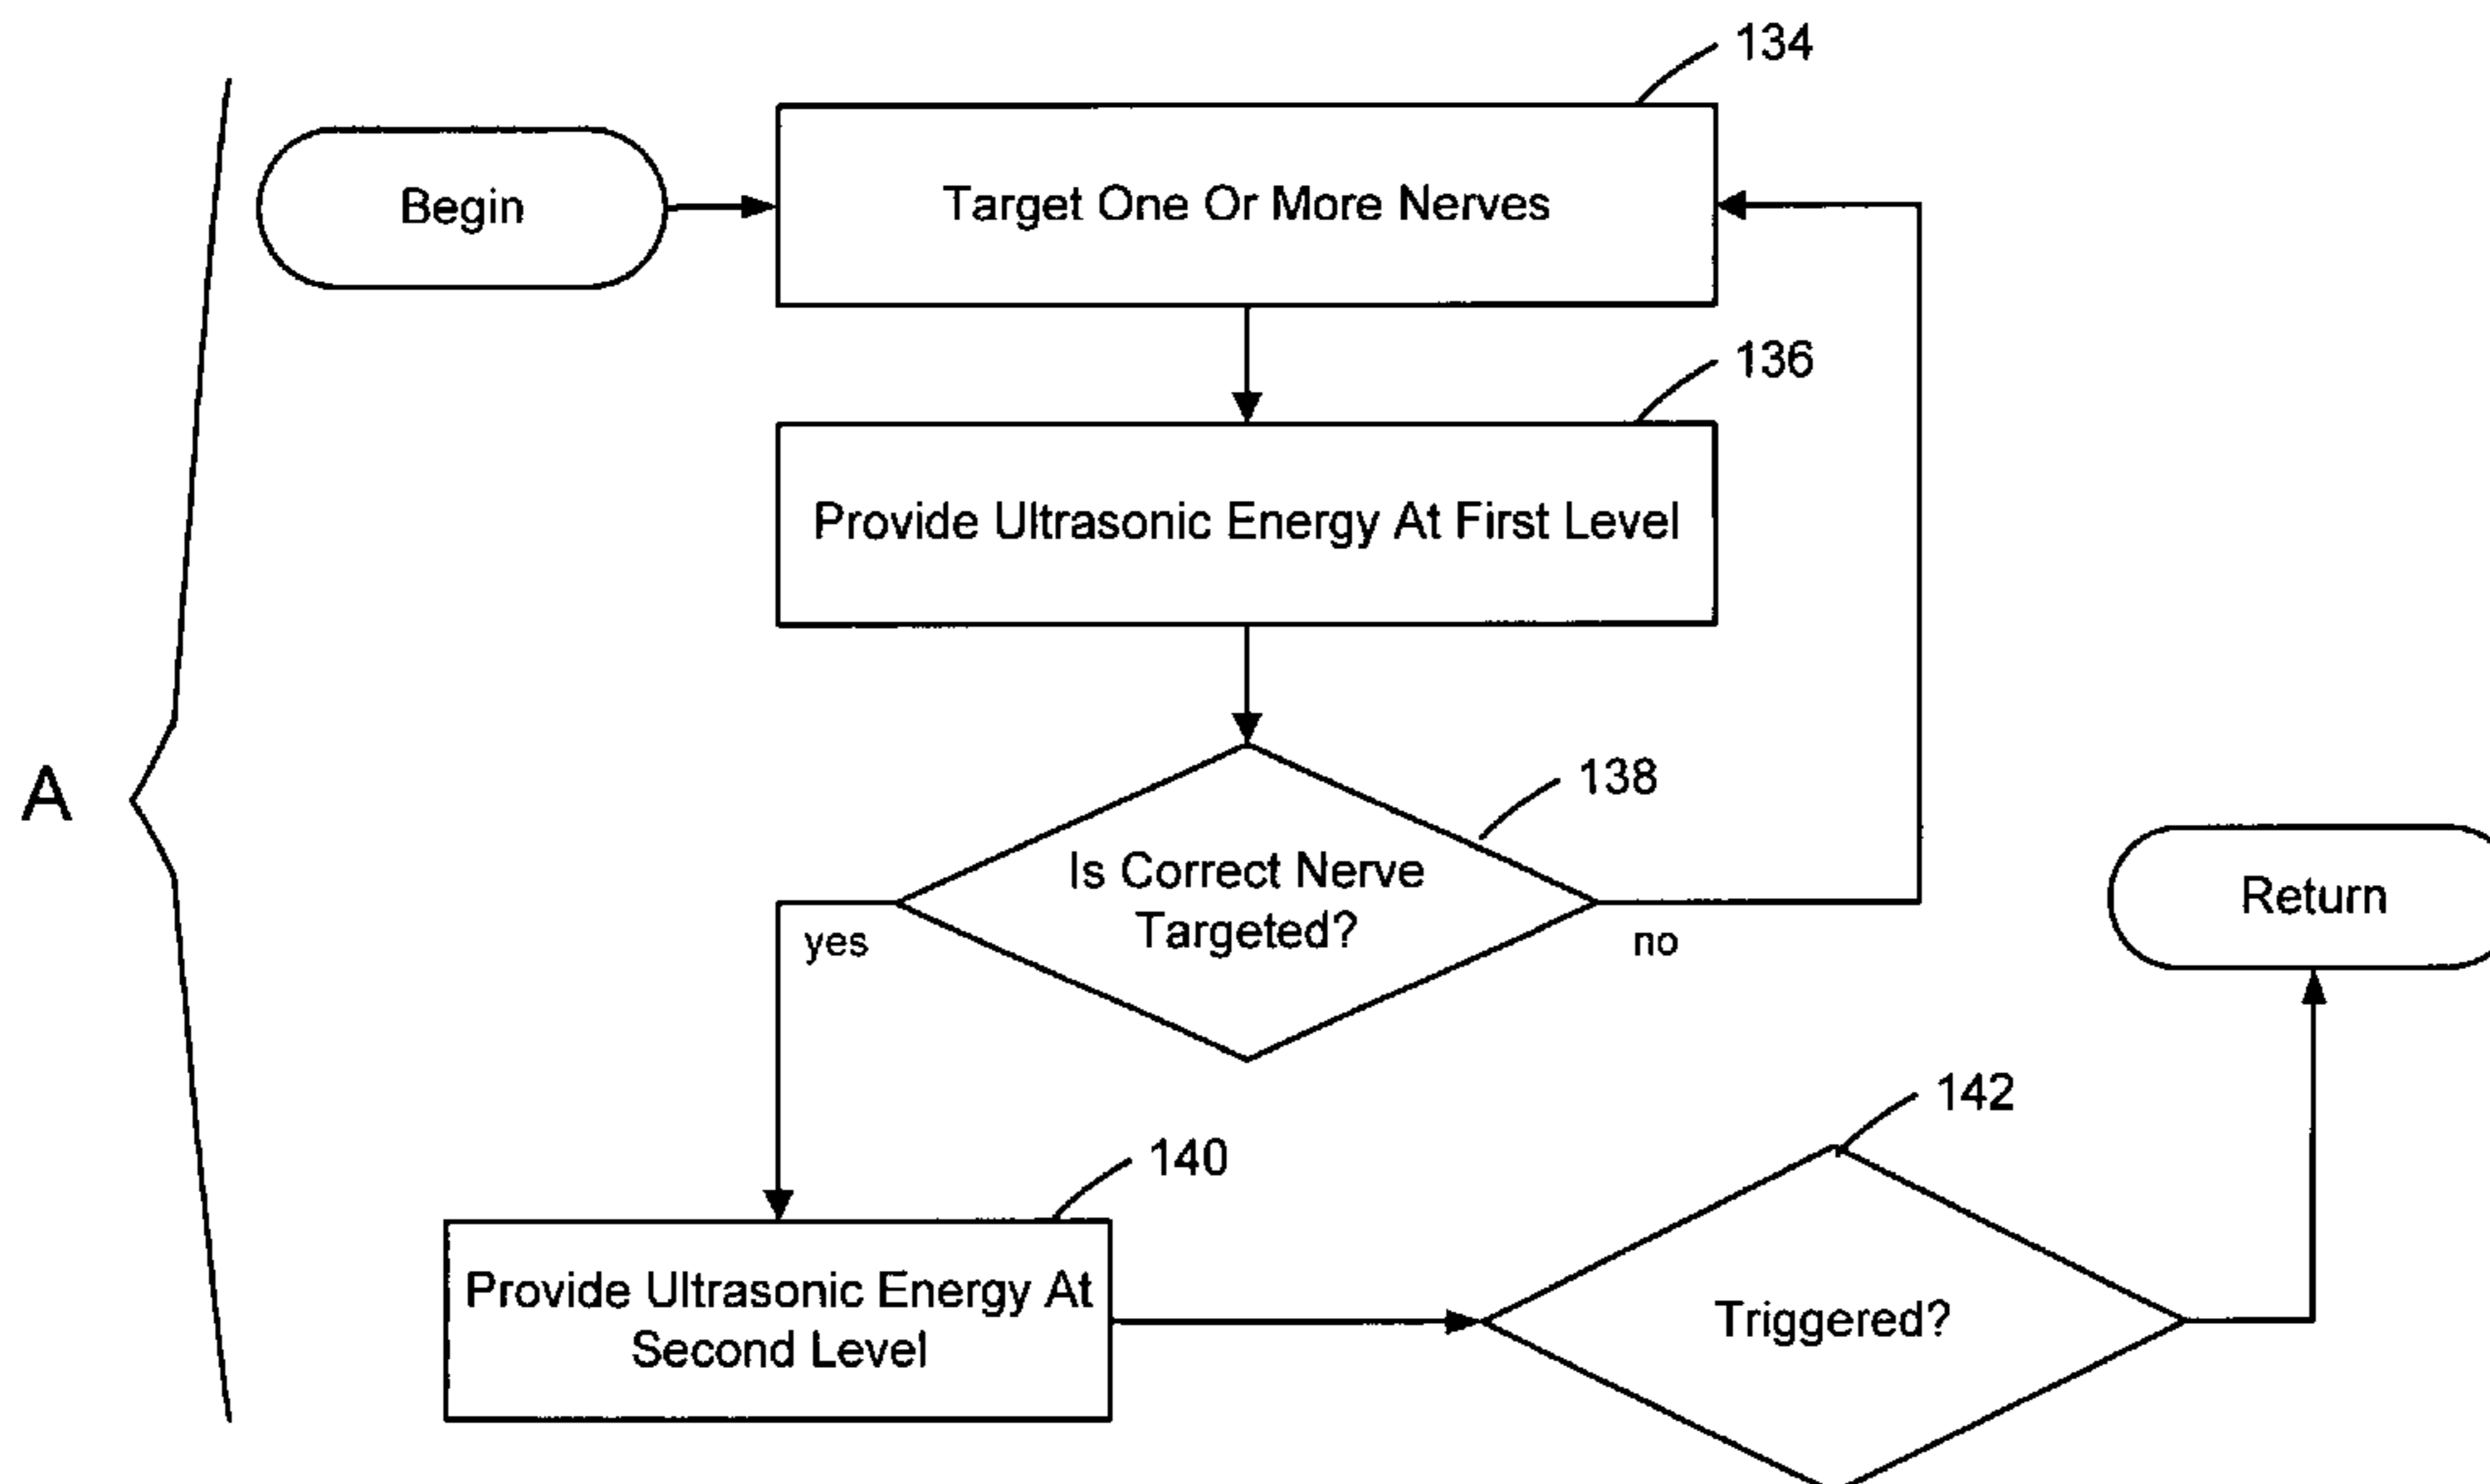 134
Begin
Target One Or More Nerves
136
Provide Ultrasonic Energy At First Level
A
138
Is Correct Nerve
Targeted?
yes
no
Return
142
140
Provide Ultrasonic Energy At
Second Level
Triggered?